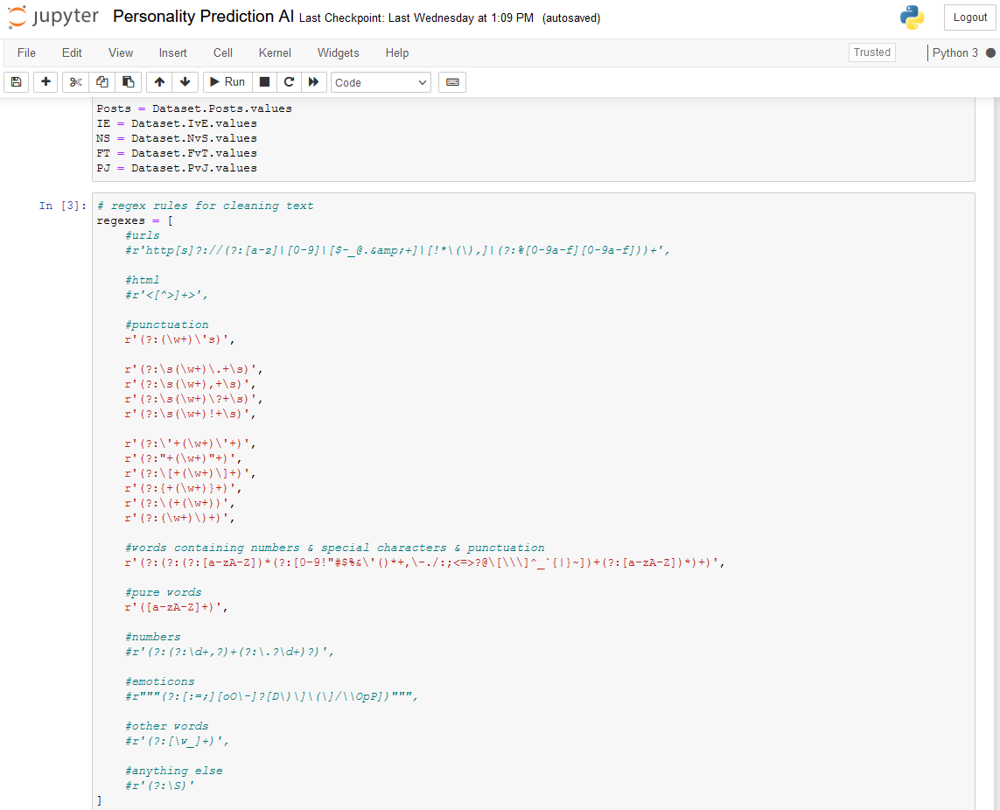 jupyter Personality Prediction AI Last Checkpoint: Last Wednesday at 1:09 PM (autosaved) Logout
File Edit View Insert Cell Kernel Widgets Help Trusted Python 3
Run Code
Posts = Dataset.Posts.values
IE = Dataset.IvE.values
NS = Dataset.NvS.values
FT = Dataset.FvT.values
PJ = Dataset.PvJ.values
In [3]: # regex rules for cleaning text
regexes = [
#urls
#r'http[s]?://(?:[a-z]|[0-9]|[$-_@.&amp;+]|[!*\(\),]|(?:%[0-9a-f][0-9a-f]))+',
#html
#r'<[^>]+>',
#punctuation
r'(?:(\w+)\'s)',
r'(?:\s(\w+)\.+\s)',
r'(?:\s(\w+),+\s)',
r'(?:\s(\w+)\?+\s)',
r'(?:\s(\w+)!+\s)',
r'(?:\'+(\w+)\'+)',
r'(?:"+(\w+)"+)',
r'(?:\[+(\w+)\]+)',
r'(?:{+(\w+)}+)',
r'(?:\(+(\w+))',
r'(?:(\w+)\)+)',
#words containing numbers & special characters & punctuation
r'(?:(?:(?:[a-zA-Z])*(?:[0-9!"#$%&\'()*+,\-./:;<=>?@\[\\\]^_`{|}~])+(?:[a-zA-Z])*)+)',
#pure words
r'([a-zA-Z]+)',
#numbers
#r'(?:(?:\d+,?)+(?:\.?\d+)?)',
#emoticons
#r"""(?:[:=;][oO\-]?[D\)\]\(\]/\\OpP])""",
#other words
#r'(?:[\w_]+)',
#anything else
#r'(?:\S)'
]